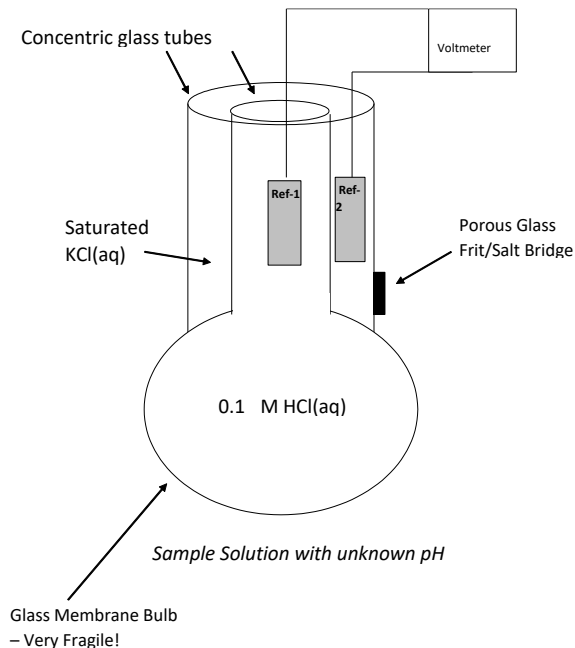 Concentric glass tubes
Voltmeter
Ref-1
Ref-
2
Saturated
KCl(aq)
Porous Glass
Frit/Salt Bridge
0.1 M HCl(aq)
Sample Solution with unknown pH
Glass Membrane Bulb
– Very Fragile!